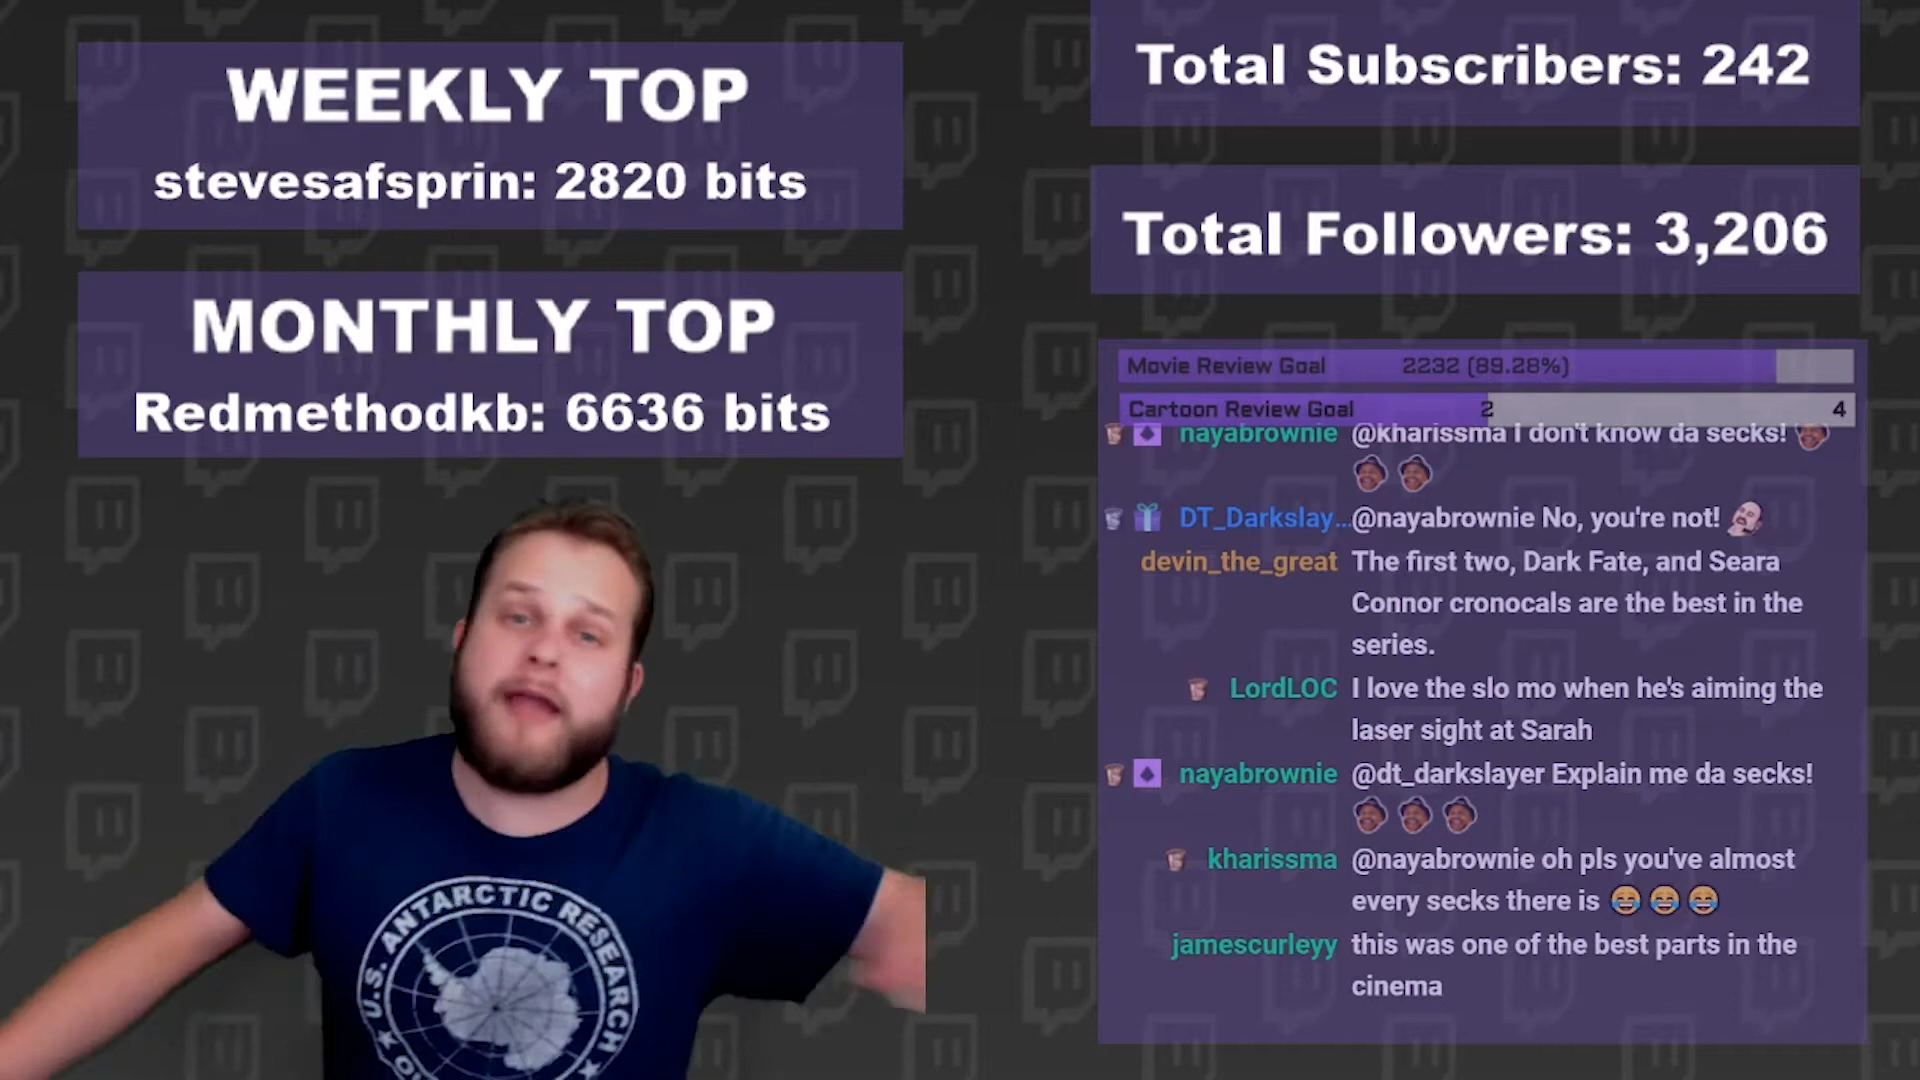 WEEKLY TOP
stevesafsprin: 2820 bits
MONTHLY TOP
Redmethodkb: 6636 bits
Total Subscribers: 242
Total Followers: 3,206
Movie Review Goal 2232 (89.28%)
Cartoon Review Goal 2 4
nayabrownie @kharissma I don't know da secks!
DT_Darkslay... @nayabrownie No, you're not!
devin_the_great The first two, Dark Fate, and Seara
Connor cronocals are the best in the
series.
LordLOC I love the slo mo when he's aiming the
laser sight at Sarah
nayabrownie @dt_darkslayer Explain me da secks!
kharissma @nayabrownie oh pls you've almost
every secks there is 😂😂😂
jamescurleyy this was one of the best parts in the
cinema
U.S. ANTARCTIC RESEARCH